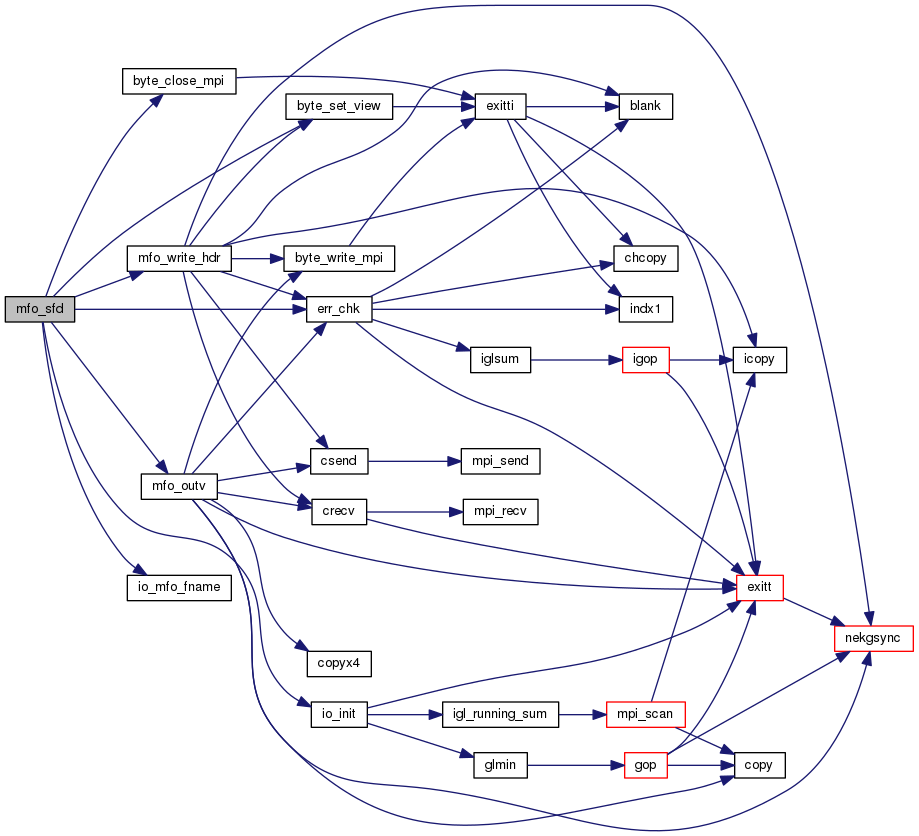 byte_close_mpi
byte_set_view
exitti
blank
mfo_write_hdr
byte_write_mpi
chcopy
mfo_sfd
err_chk
indx1
iglsum
igop
icopy
csend
mpi_send
mfo_outv
crecv
mpi_recv
io_mfo_fname
exitt
nekgsync
copyx4
io_init
igl_running_sum
mpi_scan
glmin
gop
copy